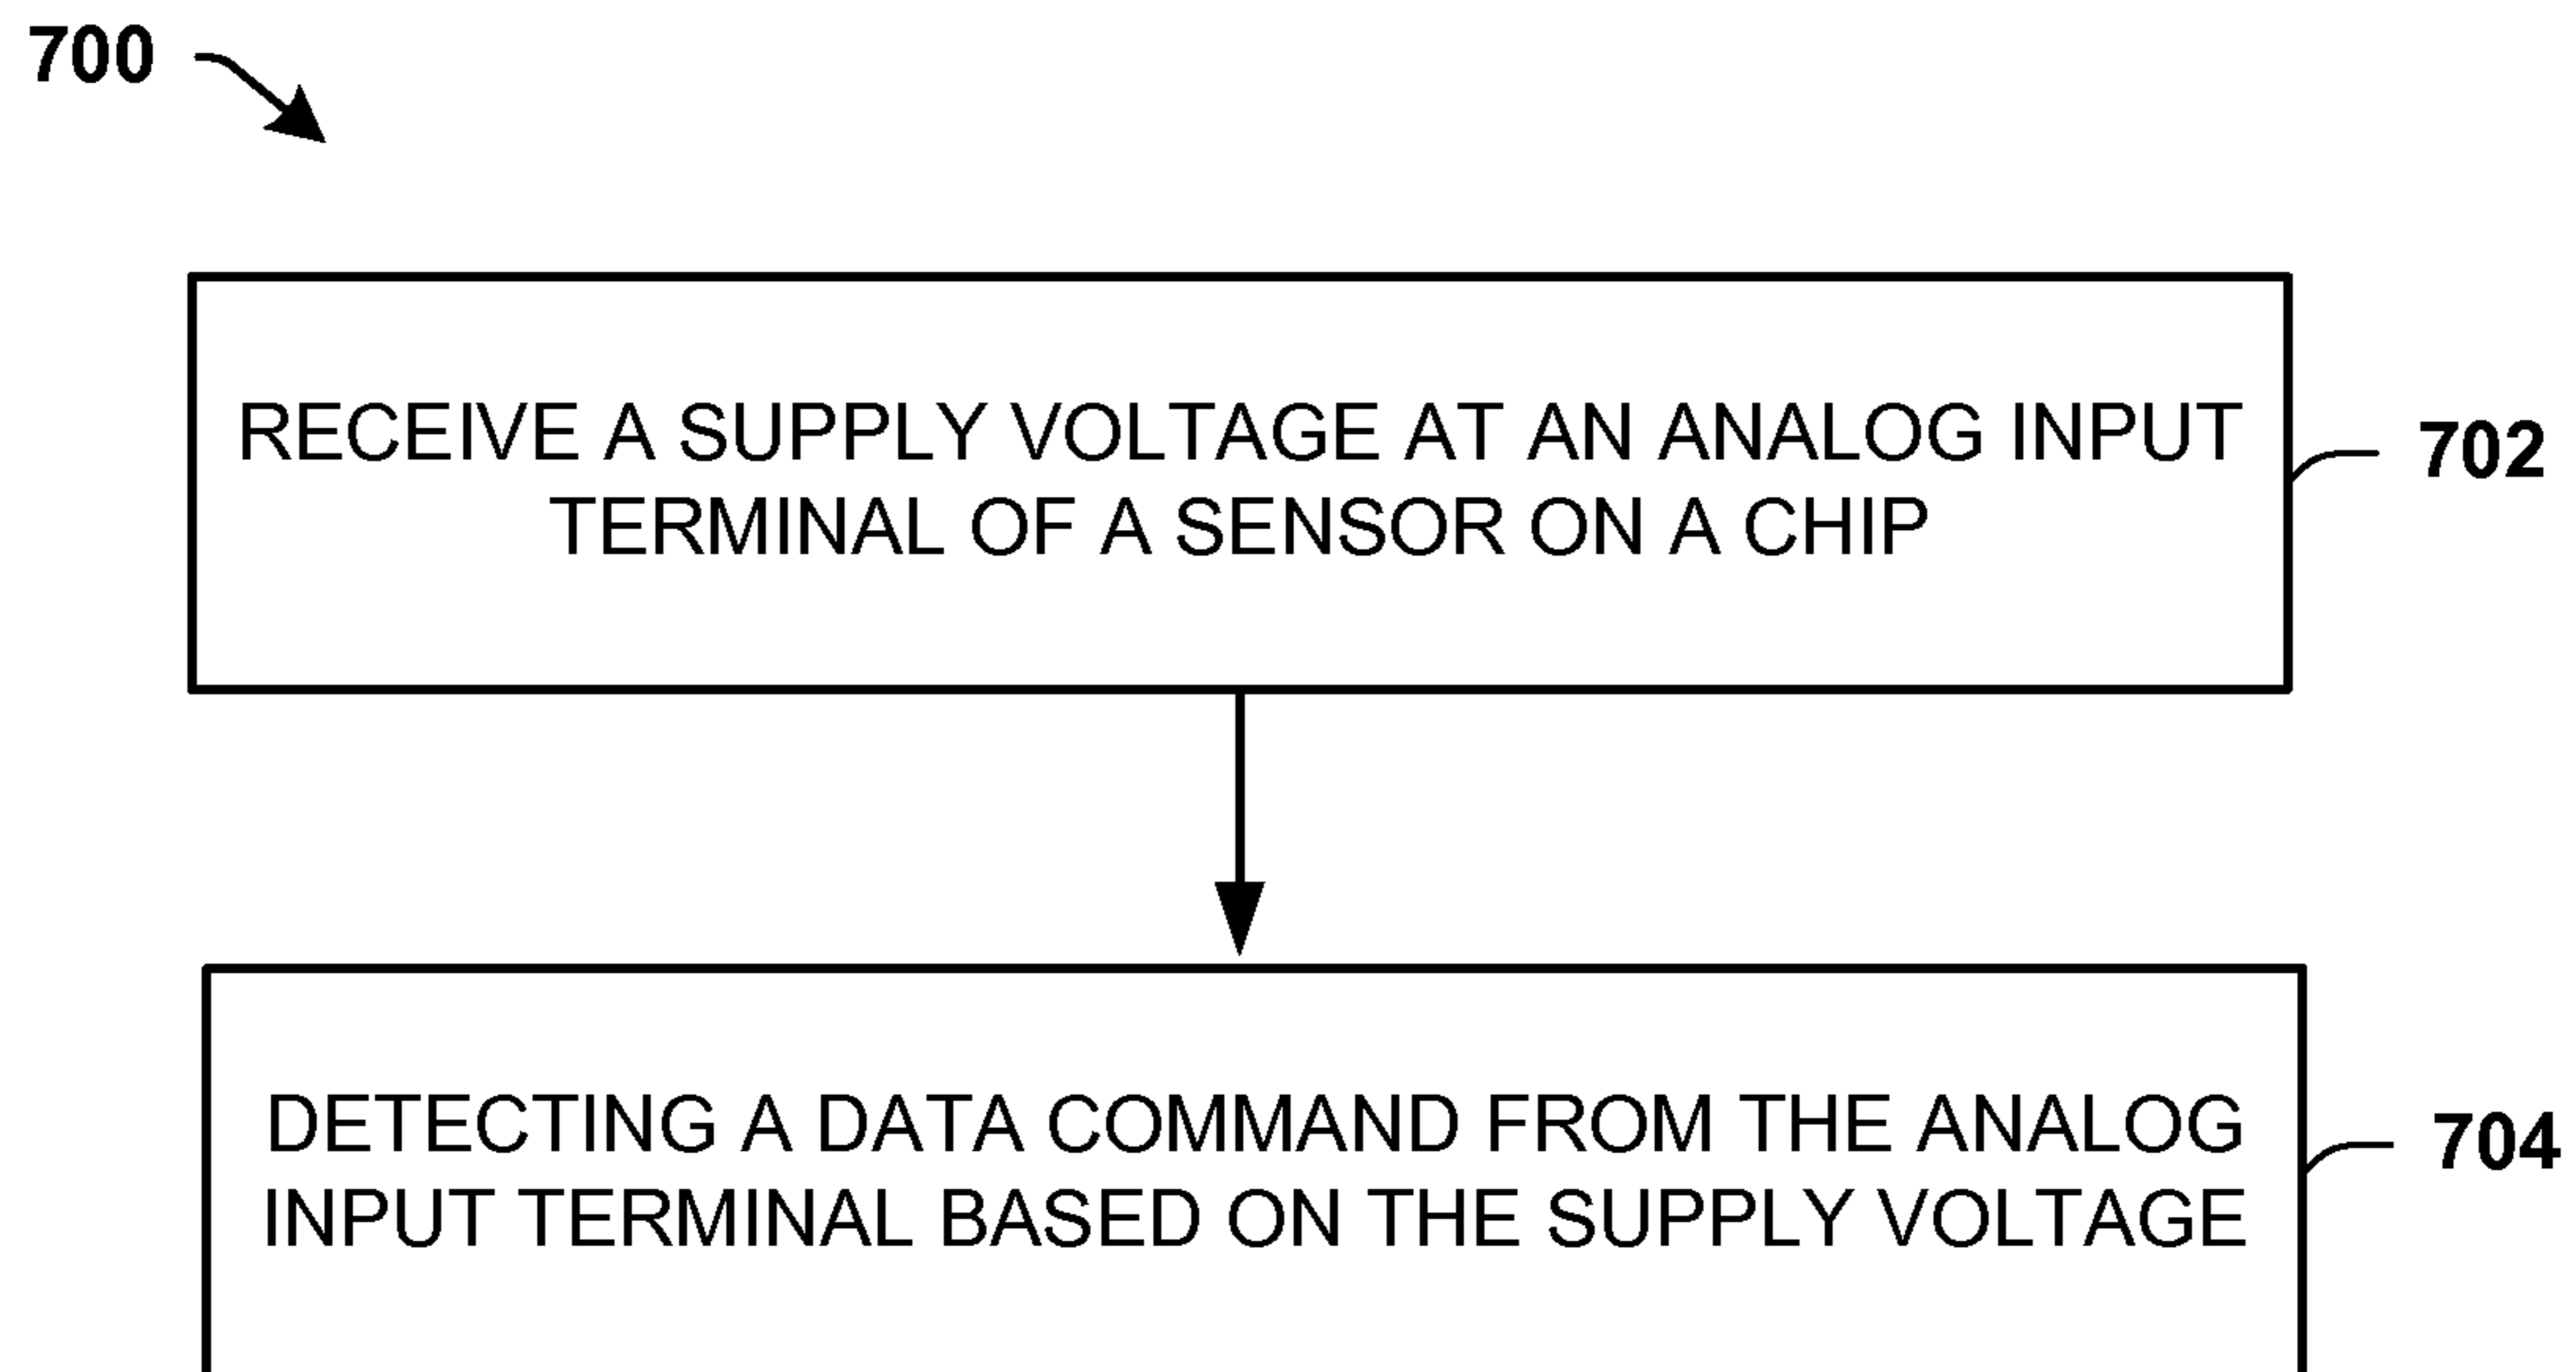 700
RECEIVE A SUPPLY VOLTAGE AT AN ANALOG INPUT
TERMINAL OF A SENSOR ON A CHIP
702
DETECTING A DATA COMMAND FROM THE ANALOG
INPUT TERMINAL BASED ON THE SUPPLY VOLTAGE
704